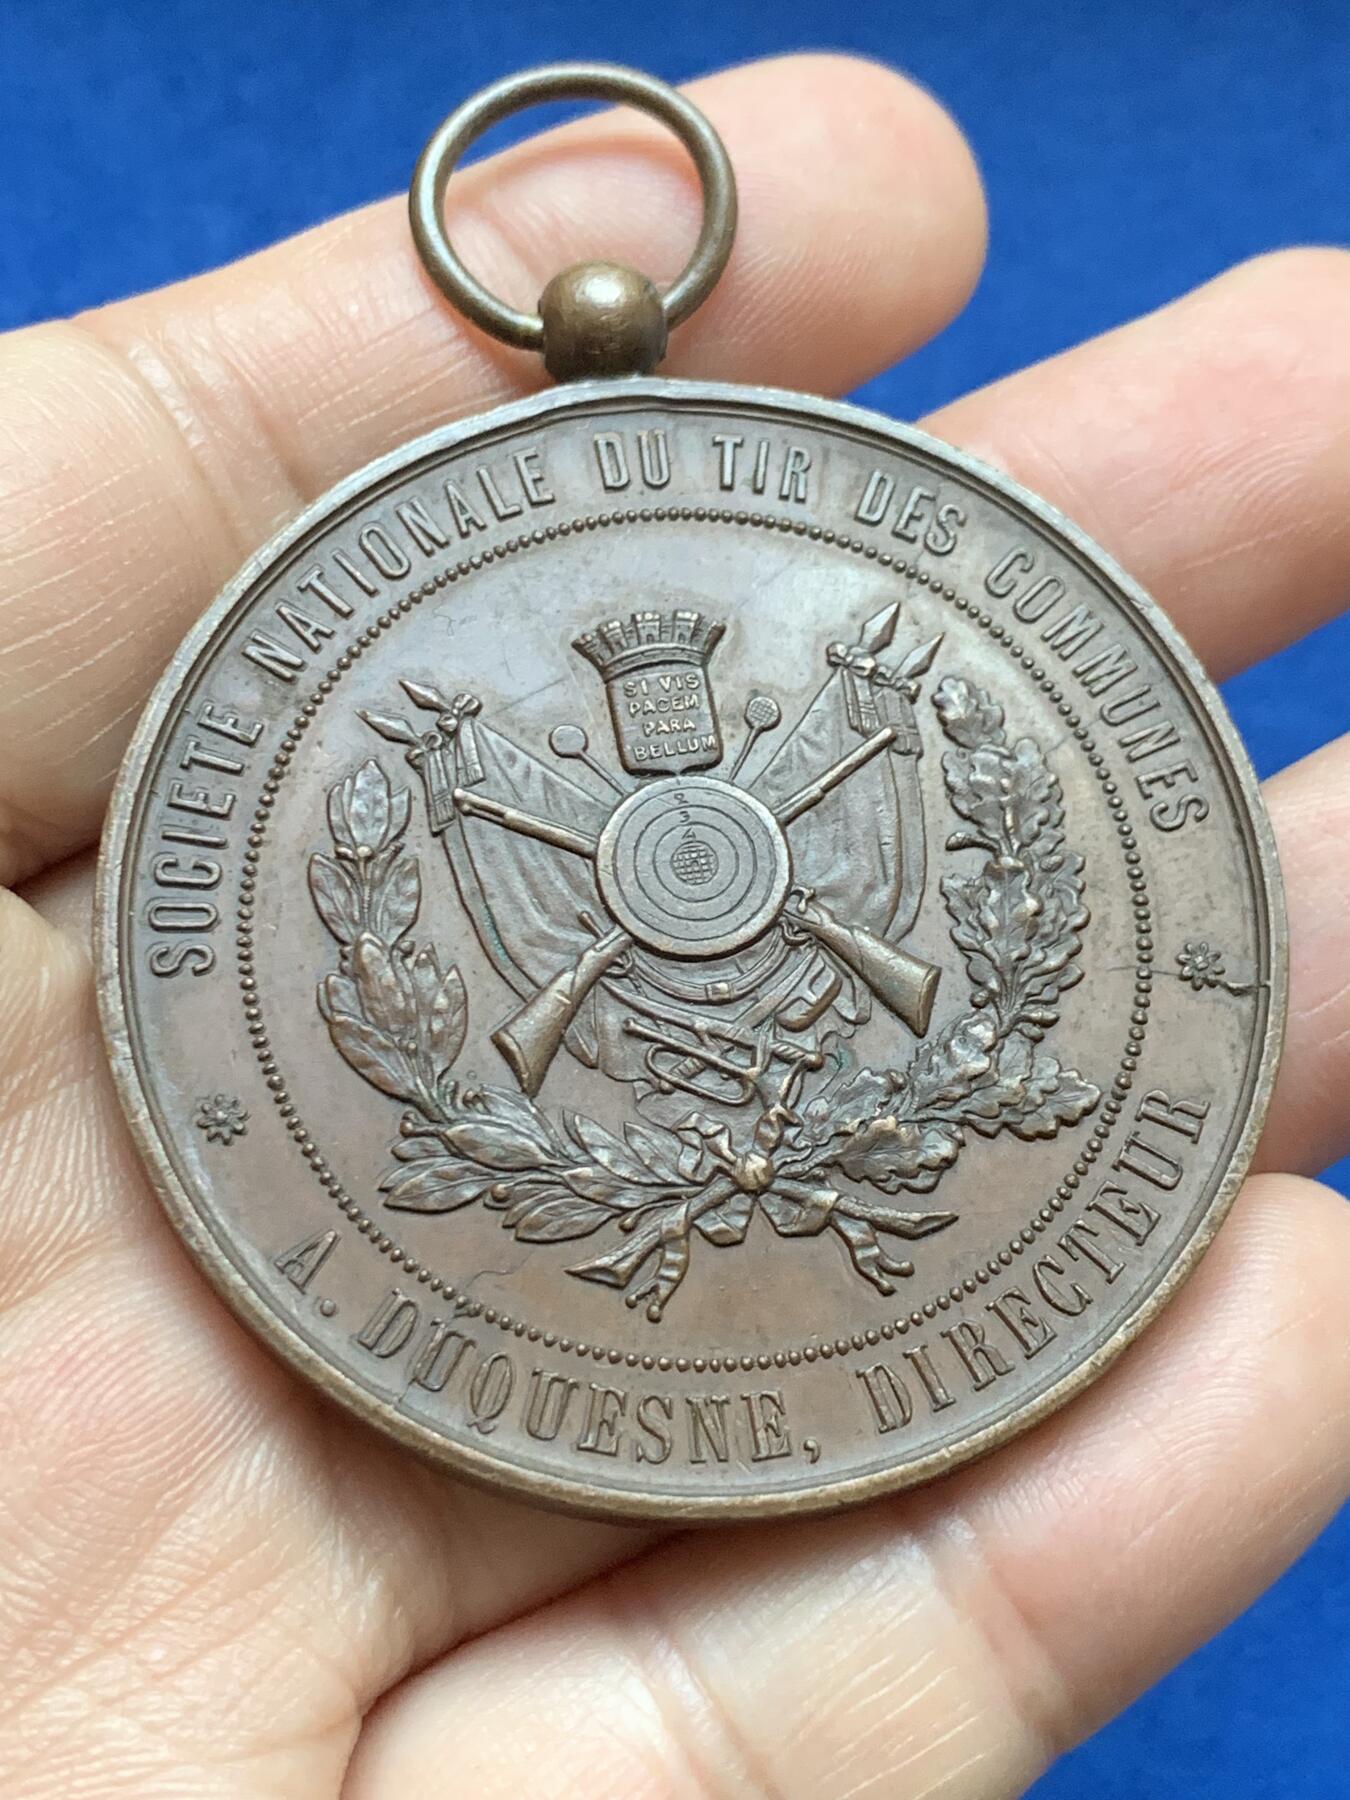 SOCIETE NATIONALE DU TIR DES COMMUNES
SI VIS
PACEM
PARA
BELLUM
2
3
4
A. DUQUESNE, DIRECTEUR